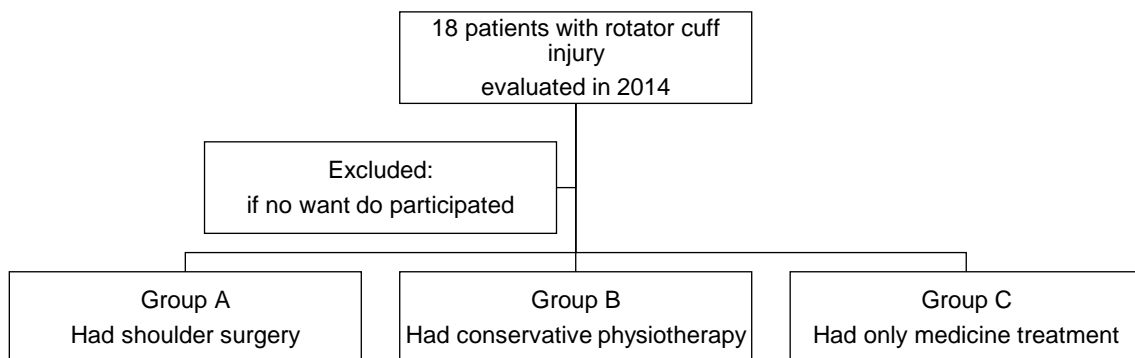 18 patients with rotator cuff
injury
evaluated in 2014
Excluded:
if no want do participated
Group A
Had shoulder surgery
Group B
Had conservative physiotherapy
Group C
Had only medicine treatment